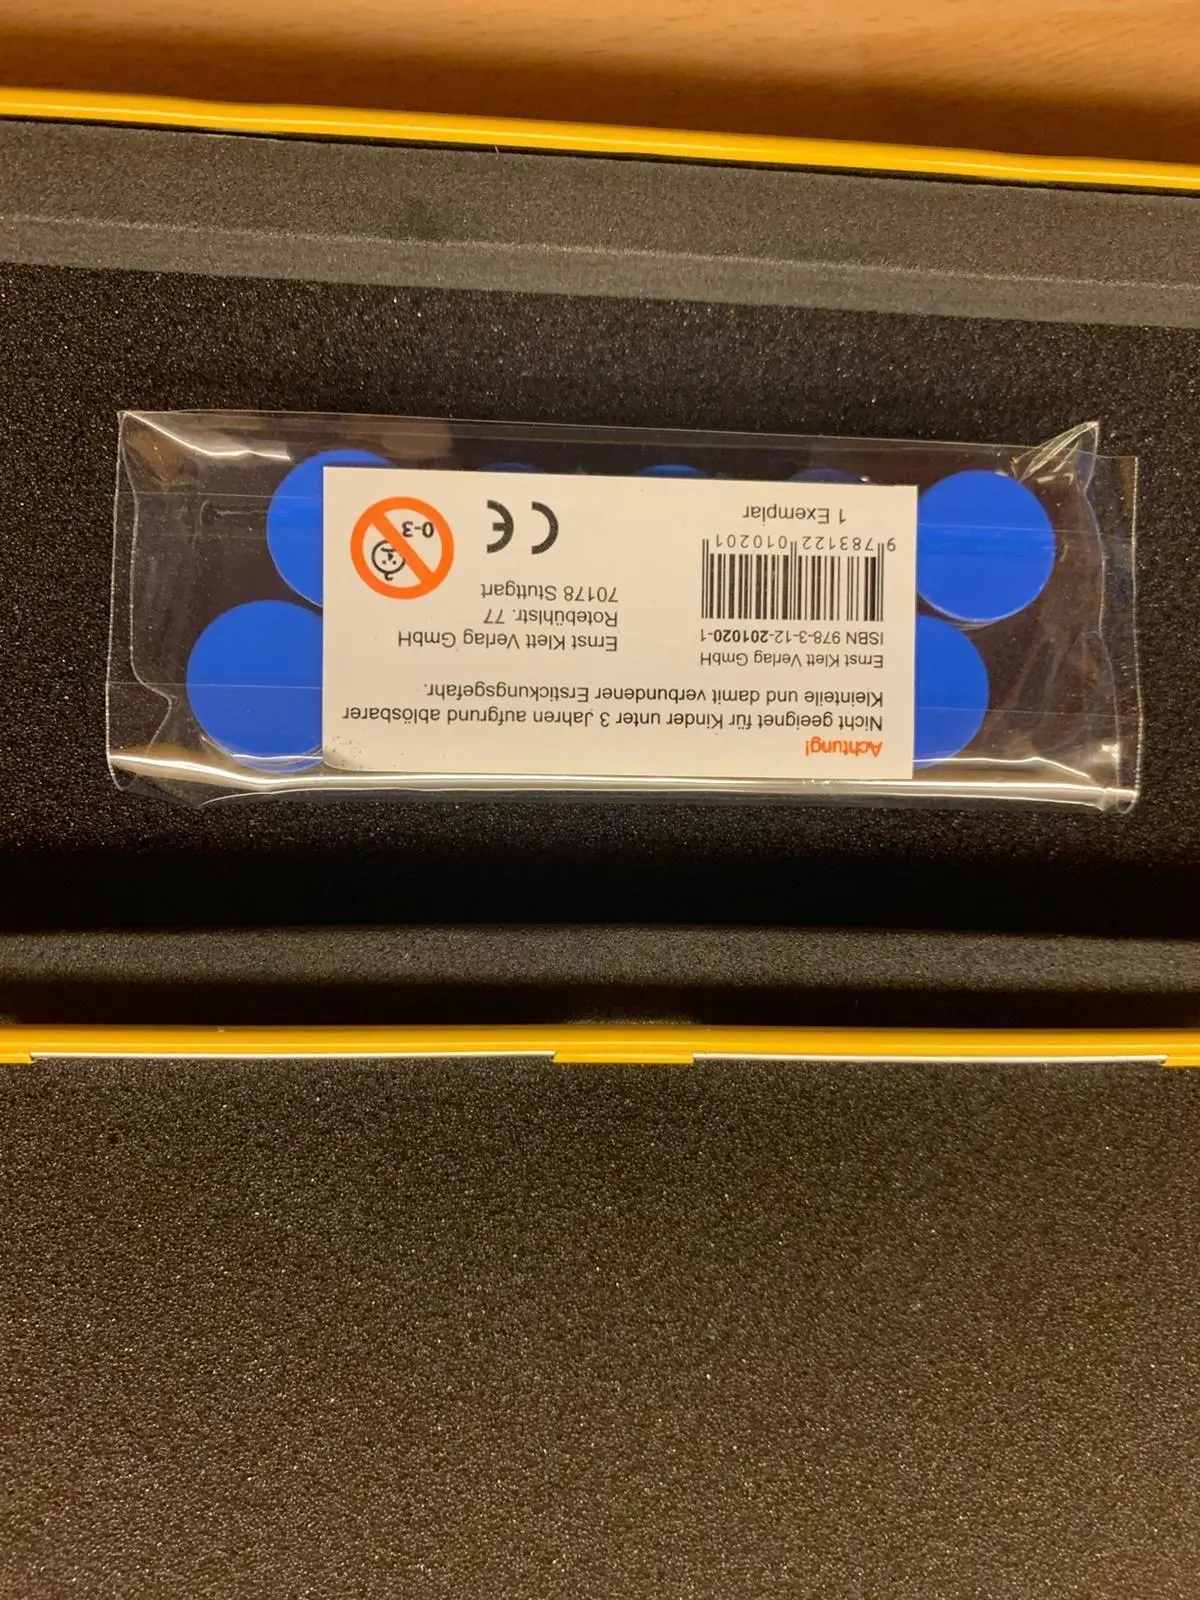 Achtung!
Nicht geeignet für Kinder unter 3 Jahren aufgrund ablösbarer
Kleinteile und damit verbundener Erstickungsgefahr.
Ernst Klett Verlag GmbH
ISBN 978-3-12-201020-1
9 783122 010201
1 Exemplar
Ernst Klett Verlag GmbH
Rotebühlstr. 77
70178 Stuttgart
CE
0-3